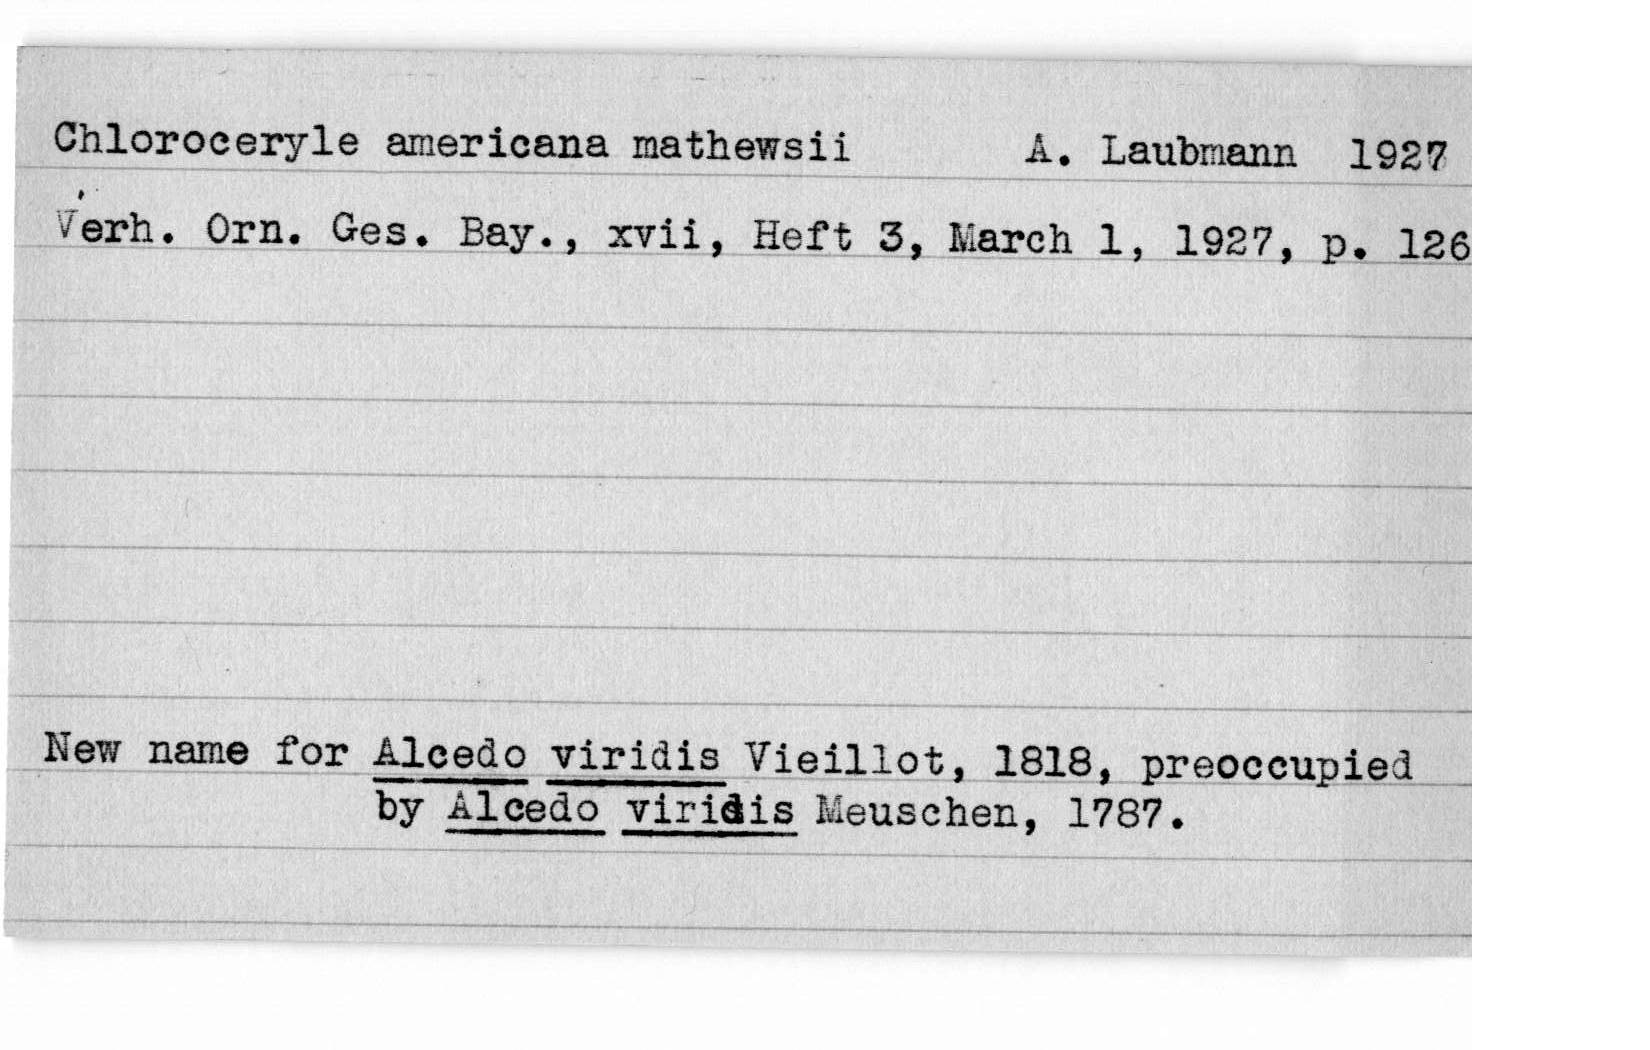 Chloroceryle americana mathewsii A. Laubmann 1927
Verh. Orn. Ges. Bay., xvii, Heft 3, March 1, 1927, p. 126
New name for Alcedo viridis Vieillot, 1818, preoccupied
by Alcedo viridis Meuschen, 1787.